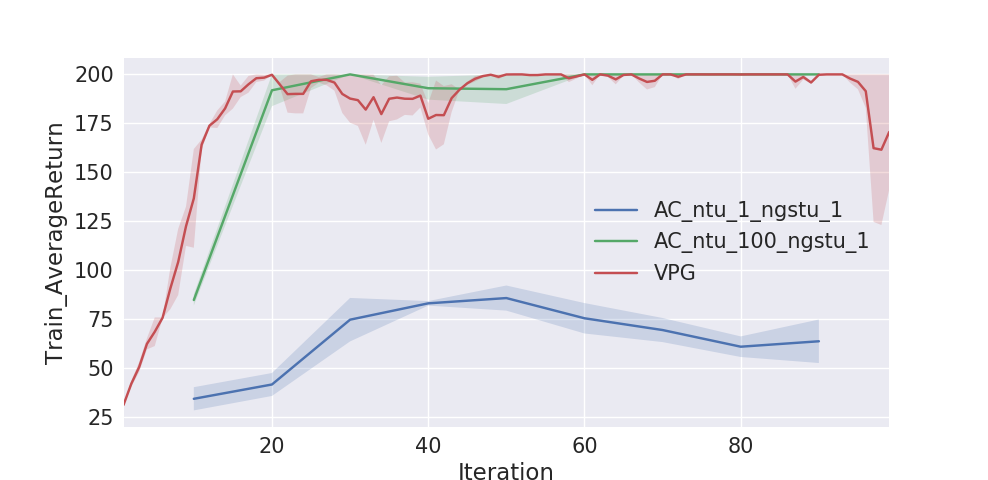 200
175
150
125
100
75
50
25
Train_AverageReturn
AC_ntu_1_ngstu_1
AC_ntu_100_ngstu_1
VPG
20 40 60 80
Iteration